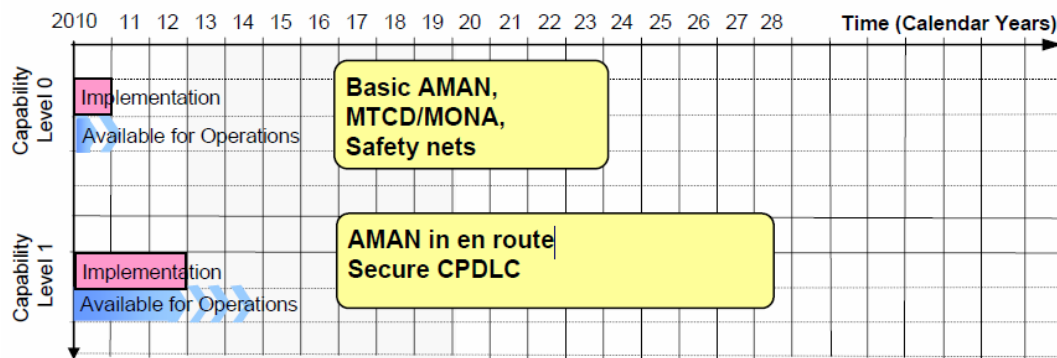 2010 11 12 13 14 15 16 17 18 19 20 21 22 23 24 25 26 27 28 Time (Calendar Years)
Capability
Level 0
Implementation
Available for Operations
Basic AMAN,
MTCD/MONA,
Safety nets
Capability
Level 1
Implementation
Available for Operations
AMAN in en route
Secure CPDLC